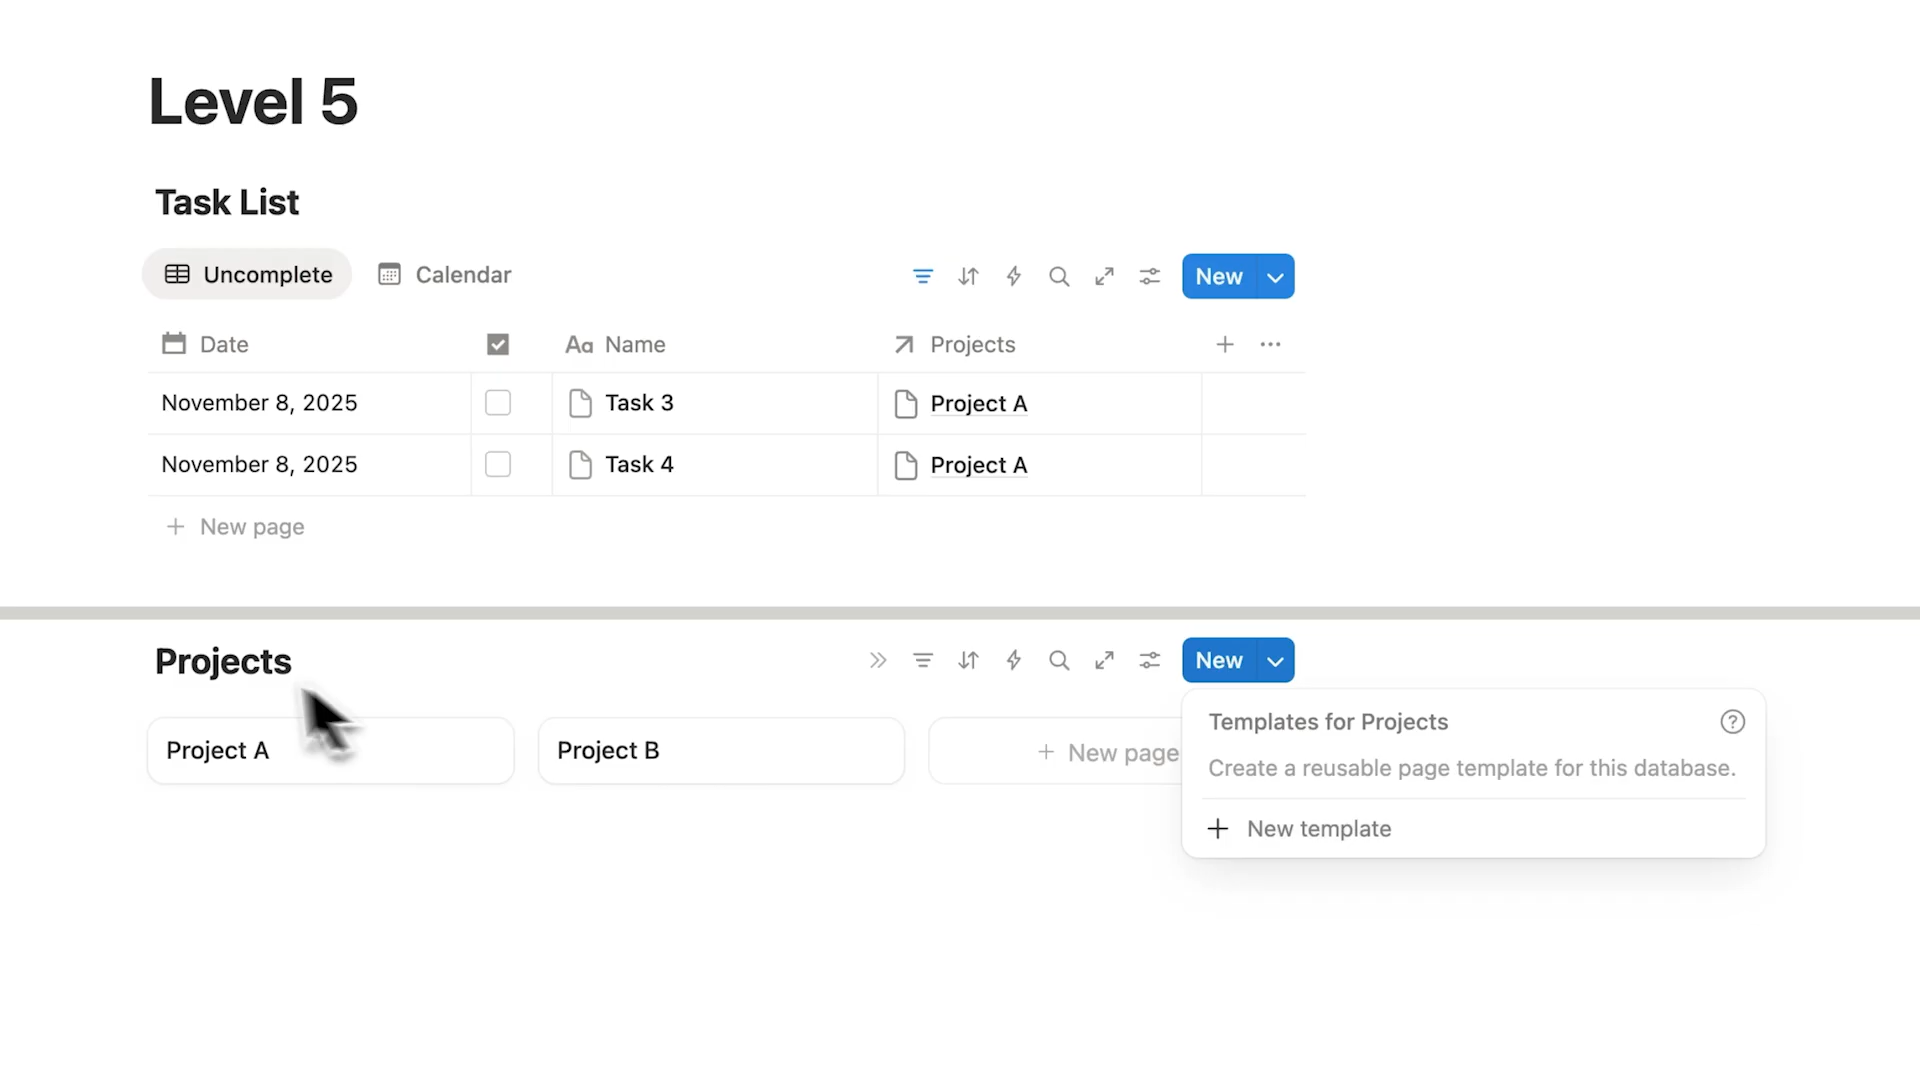 Level 5
Task List
Uncomplete Calendar New
Date Aa Name Projects
November 8, 2025 Task 3 Project A
November 8, 2025 Task 4 Project A
+ New page
Projects New
Templates for Projects
Create a reusable page template for this database.
Project A Project B + New page
+ New template